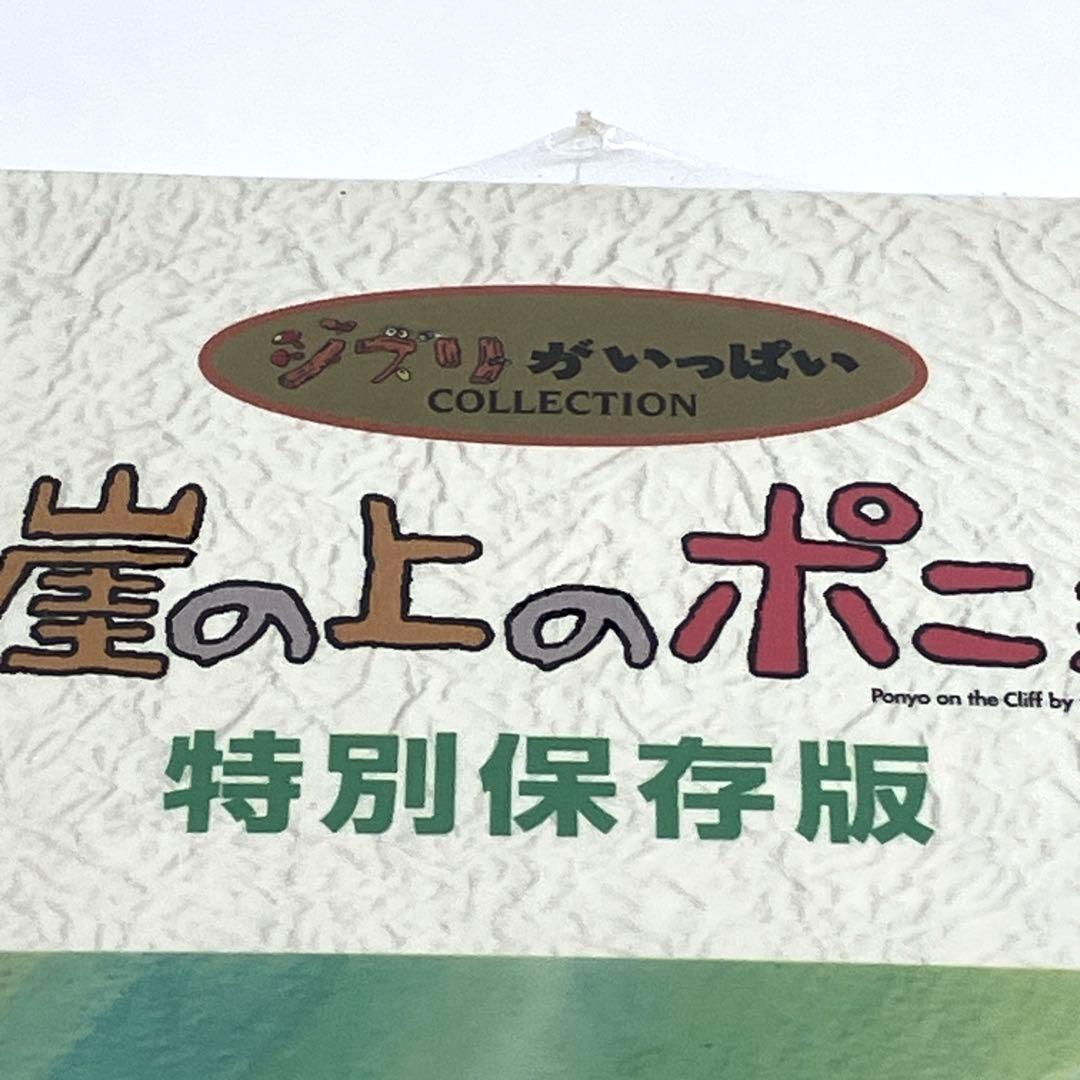 ジブリがいっぱい
COLLECTION
崖の上のポニ
Ponyo on the Cliff by
特別保存版